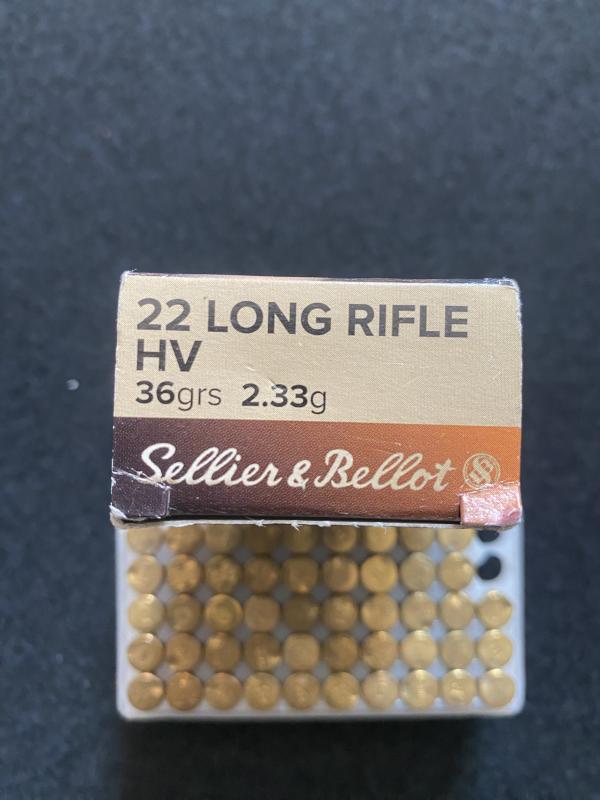 22 LONG RIFLE
HV
36grs 2.33g
Sellier & Bellot